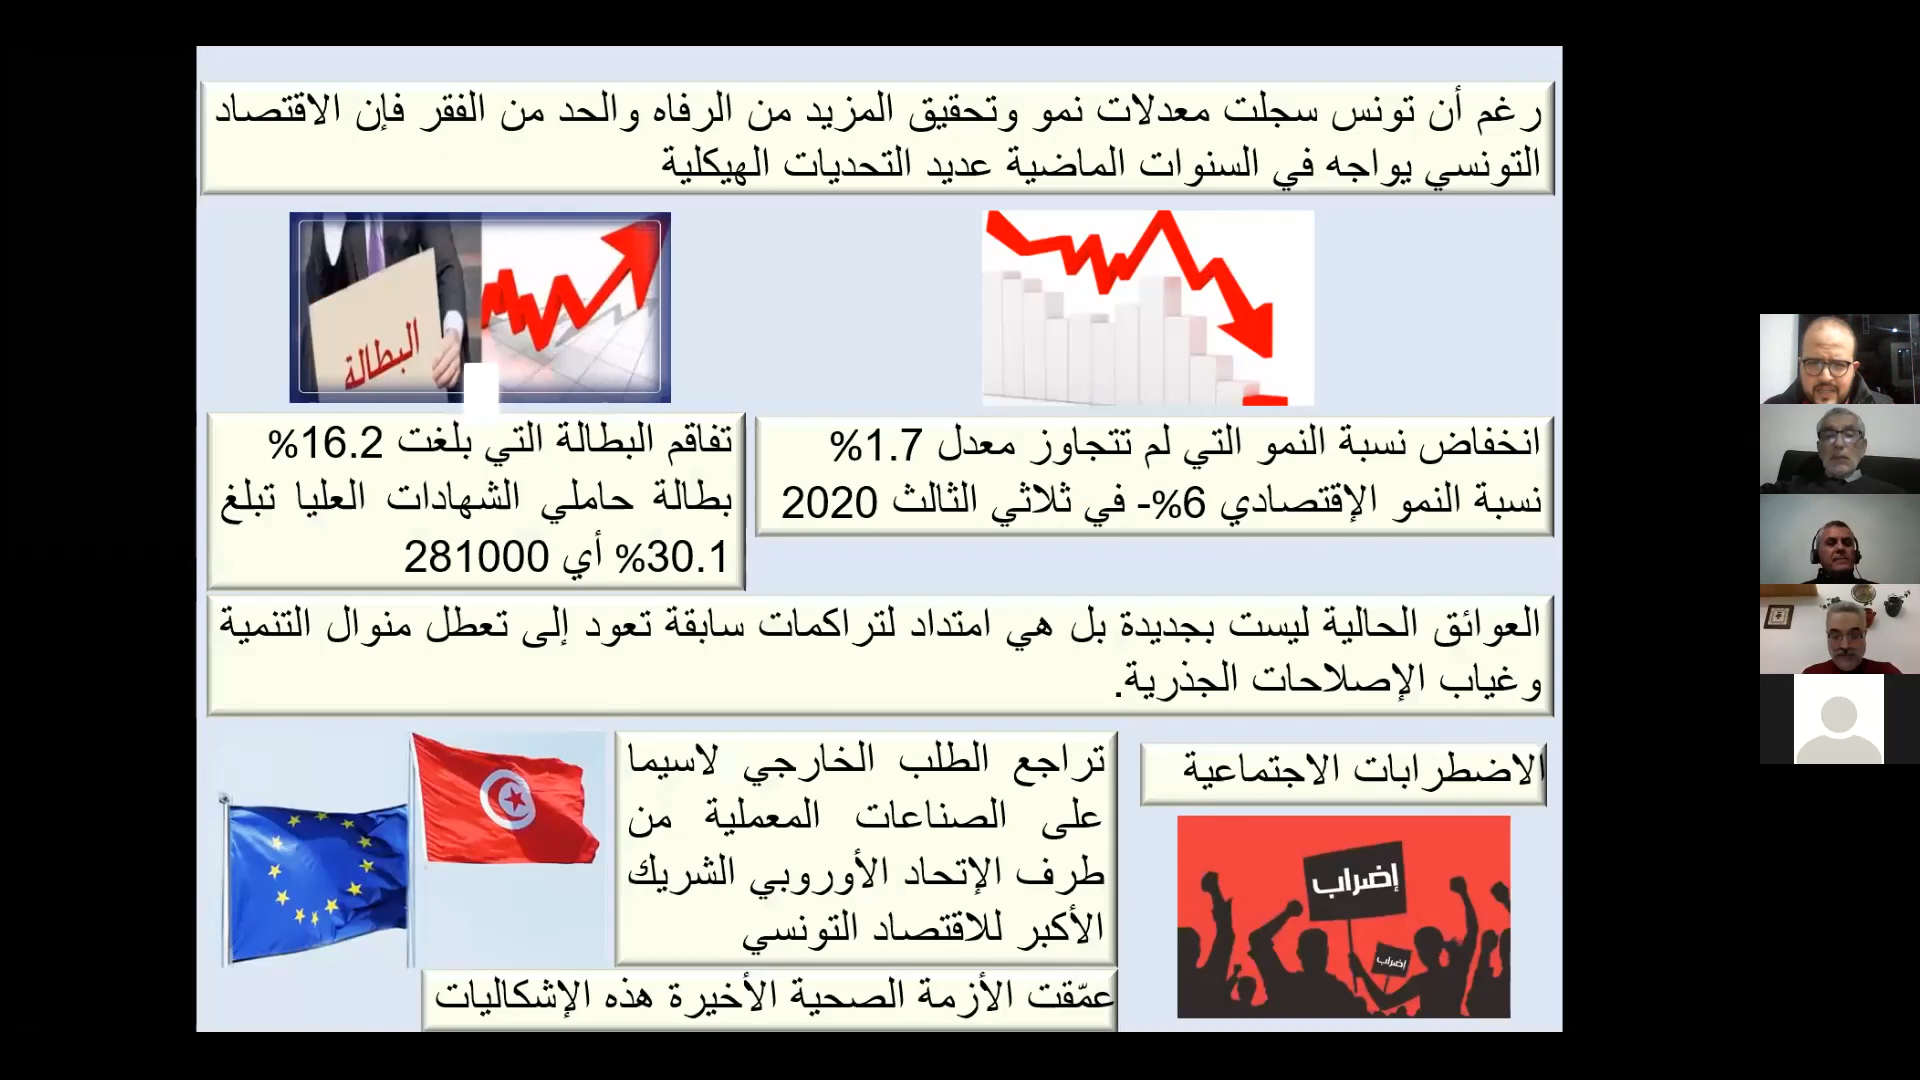 رغم أن تونس سجلت معدلات نمو وتحقيق المزيد من الرفاه والحد من الفقر فإن الاقتصاد
التونسي يواجه في السنوات الماضية عديد التحديات الهيكلية
البطالة
انخفاض نسبة النمو التي لم تتجاوز معدل 1.7%
نسبة النمو الإقتصادي 6%- في ثلاثي الثالث 2020
تفاقم البطالة التي بلغت 16.2%
بطالة حاملي الشهادات العليا تبلغ
30.1% أي 281000
العوائق الحالية ليست بجديدة بل هي امتداد لتراكمات سابقة تعود إلى تعطل منوال التنمية
وغياب الإصلاحات الجذرية.
الاضطرابات الاجتماعية
إضراب
إضراب
تراجع الطلب الخارجي لاسيما
على الصناعات المعملية من
طرف الإتحاد الأوروبي الشريك
الأكبر للاقتصاد التونسي
عمّقت الأزمة الصحية الأخيرة هذه الإشكاليات